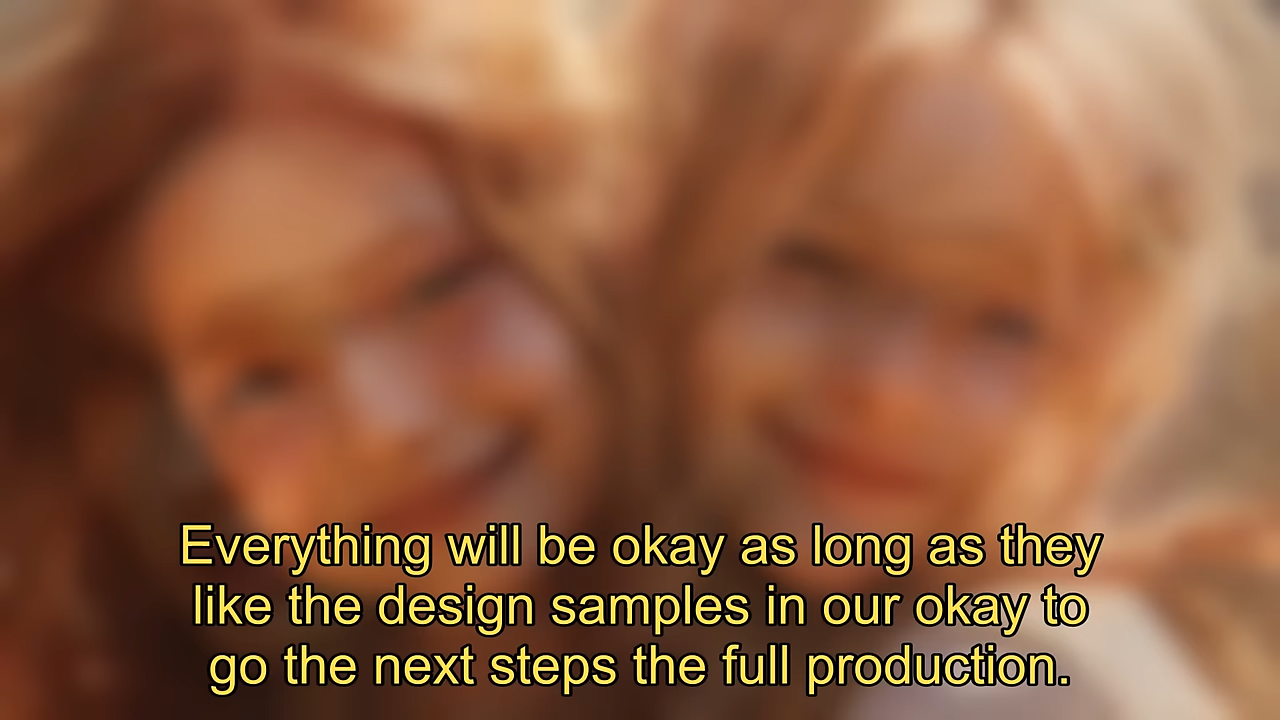 Everything will be okay as long as they
like the design samples in our okay to
go the next steps the full production.